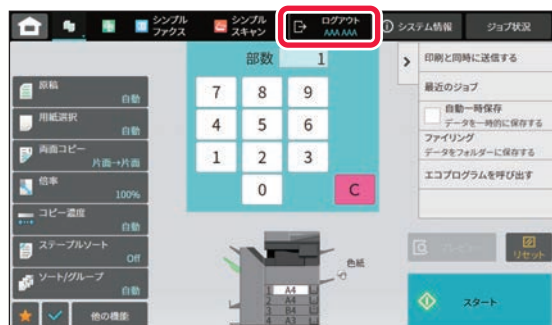 シンプル
ファクス
シンプル
スキャン
ログアウト
AAA AAA
システム情報
ジョブ状況
部数 1
原稿
自動
用紙選択
自動
両面コピー
片面→片面
倍率
100%
コピー濃度
自動
ステープルソート
Off
ソート/グループ
自動
他の機能
7 8 9
4 5 6
1 2 3
0 C
色紙
1 A4
2 A4
3 B4
4 A3
印刷と同時に送信する
最近のジョブ
自動一時保存
データを一時的に保存する
ファイリング
データをフォルダーに保存する
エコプログラムを呼び出す
リセット
スタート